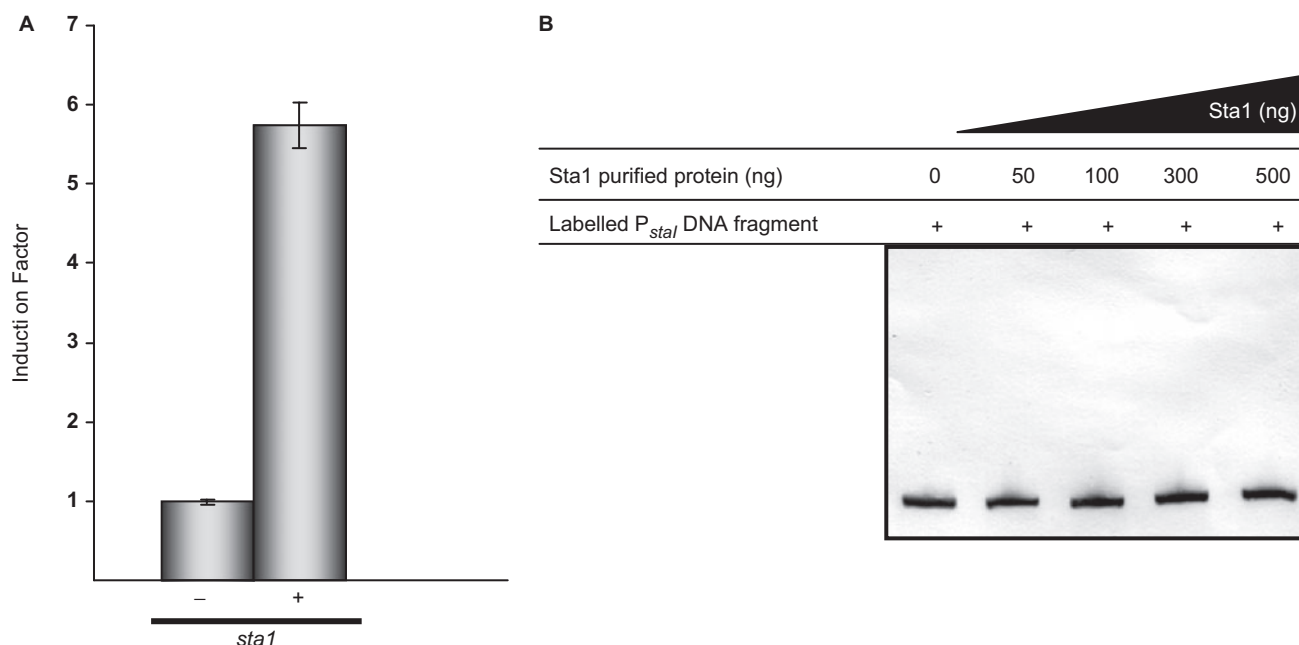 A
7
6
5
4
3
2
1
Inducti on Factor
– +
sta1
B
Sta1 (ng)
Sta1 purified protein (ng) 0 50 100 300 500
Labelled PstaI DNA fragment + + + + +